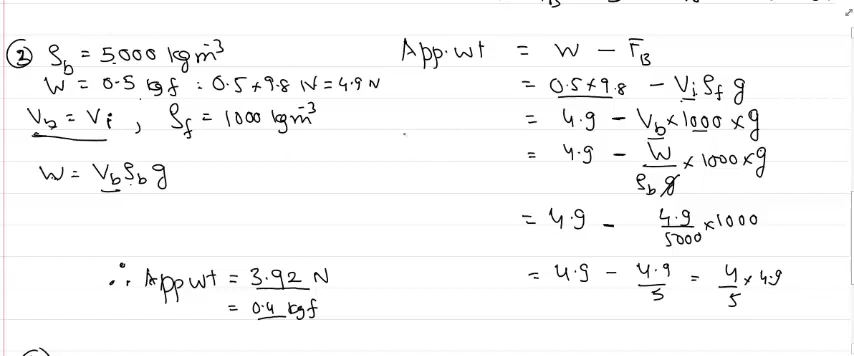 ② ρb = 5000 kgm⁻³
W = 0.5 kgf = 0.5×9.8 N = 4.9 N
Vb = Vi , ρf = 1000 kgm⁻³
W = Vb ρb g
∴ App wt = 3.92 N
= 0.4 kgf
App. wt = W − FB
= 0.5×9.8 − Vi ρf g
= 4.9 − Vb×1000×g
= 4.9 − W/ρb g × 1000×g
= 4.9 − 4.9/5000 ×1000
= 4.9 − 4.9/5 = 4/5 × 4.9